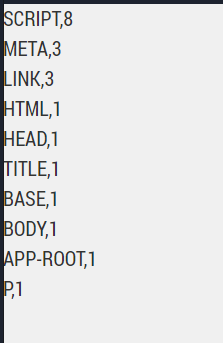 SCRIPT,8
META,3
LINK,3
HTML,1
HEAD,1
TITLE,1
BASE,1
BODY,1
APP-ROOT,1
P,1